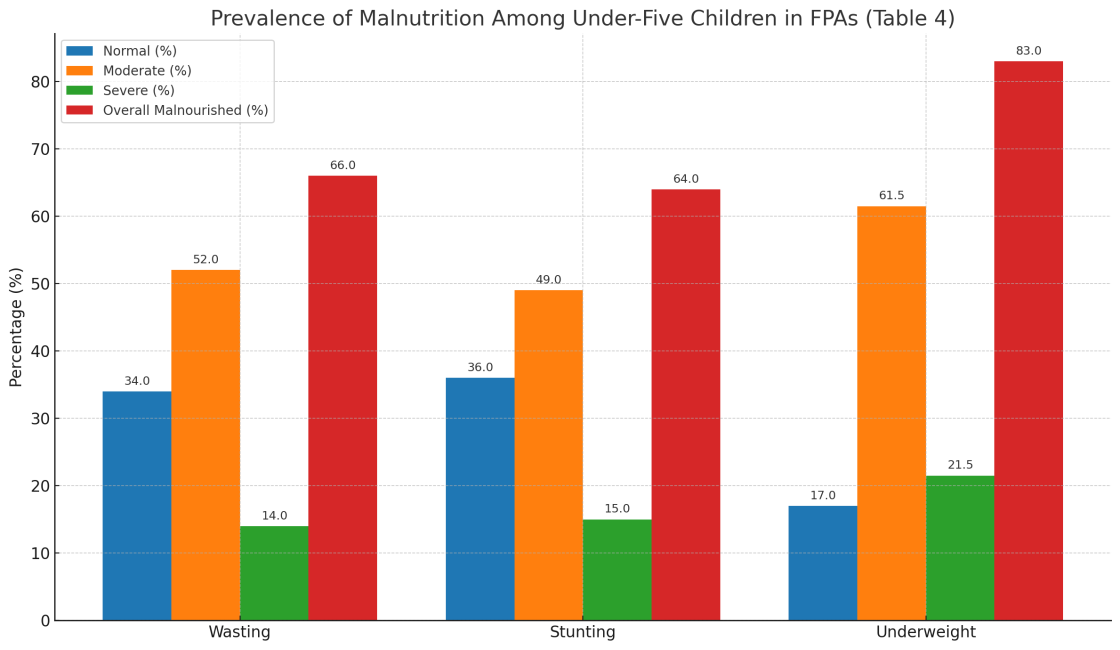 Prevalence of Malnutrition Among Under-Five Children in FPAs (Table 4)
Normal (%)
Moderate (%)
Severe (%)
Overall Malnourished (%)
Percentage (%)
80
70
60
50
40
30
20
10
0
34.0
52.0
14.0
66.0
36.0
49.0
15.0
64.0
17.0
61.5
21.5
83.0
Wasting
Stunting
Underweight